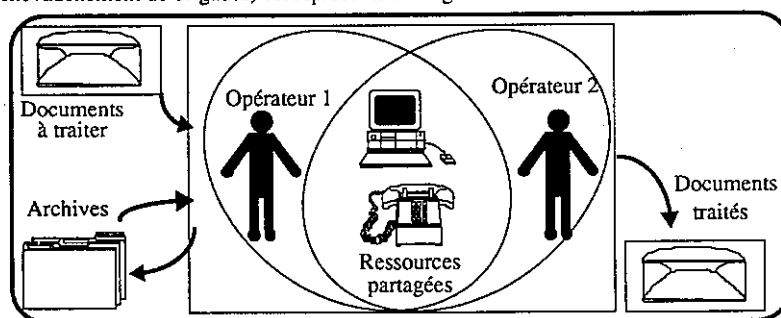 Documents
à traiter
Opérateur 1
Opérateur 2
Archives
Ressources
partagées
Documents
traités